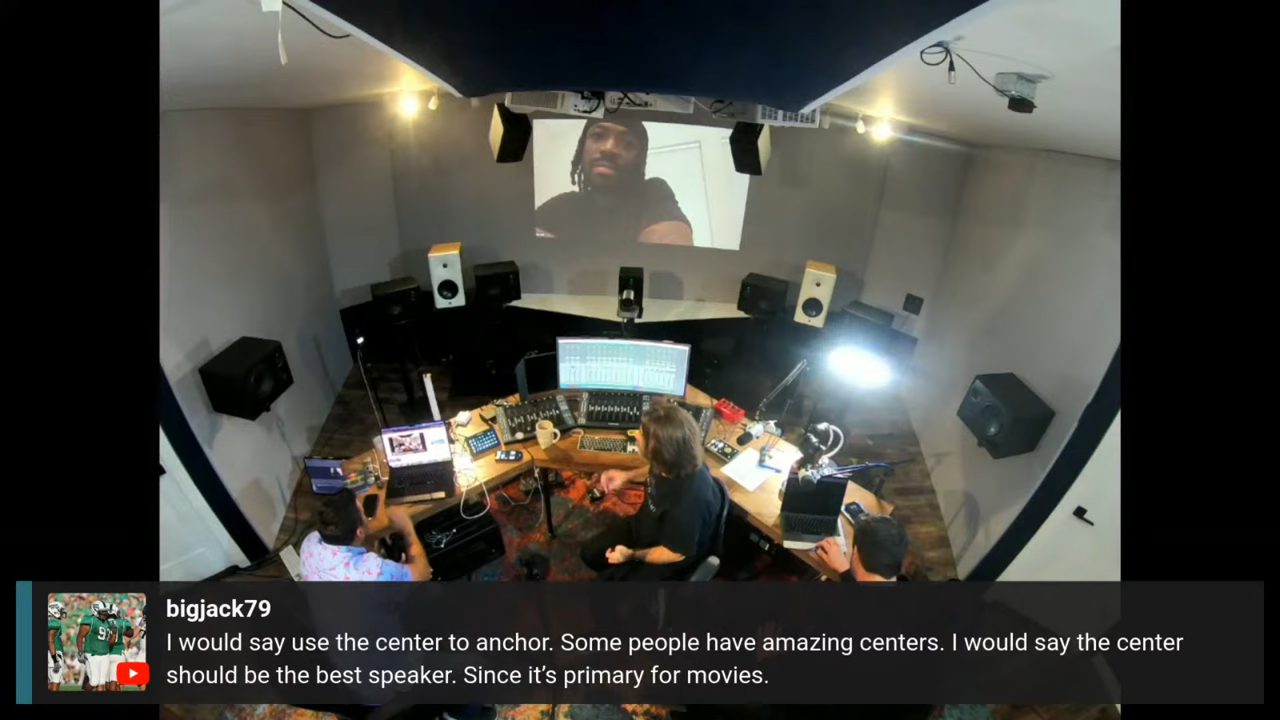 bigjack79
I would say use the center to anchor. Some people have amazing centers. I would say the center
should be the best speaker. Since it's primary for movies.